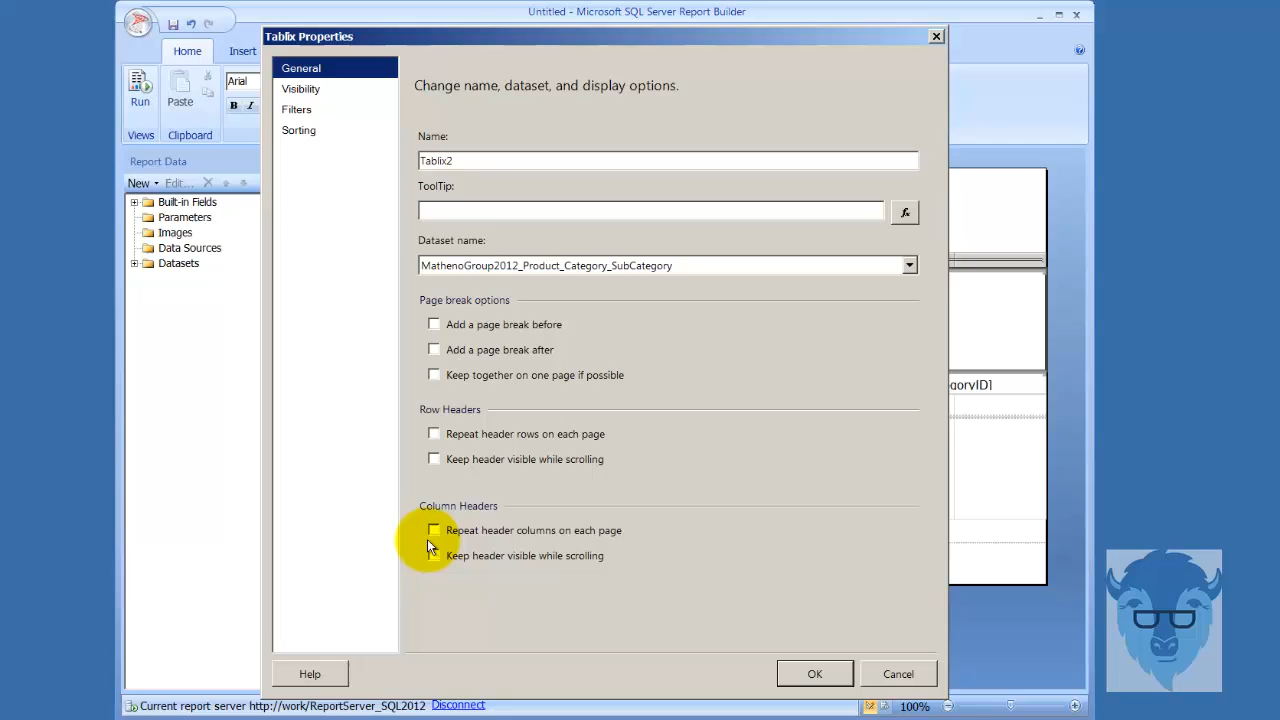 Untitled - Microsoft SQL Server Report Builder
Tablix Properties
Home
Insert
Run
Paste
Arial
B I
Views
Clipboard
Report Data
New
Edit...
Built-in Fields
Parameters
Images
Data Sources
Datasets
General
Visibility
Filters
Sorting
Change name, dataset, and display options.
Name:
Tablix2
ToolTip:
fx
Dataset name:
MathenoGroup2012_Product_Category_SubCategory
Page break options
Add a page break before
Add a page break after
Keep together on one page if possible
Row Headers
Repeat header rows on each page
Keep header visible while scrolling
Column Headers
Repeat header columns on each page
Keep header visible while scrolling
egoryID]
Help
OK
Cancel
Current report server http://work/ReportServer_SQL2012 Disconnect
100%